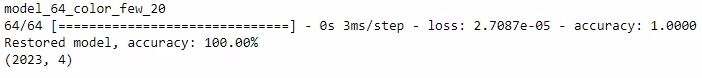 model_64_color_few_20
64/64 [==============================] - 0s 3ms/step - loss: 2.7087e-05 - accuracy: 1.0000
Restored model, accuracy: 100.00%
(2023, 4)